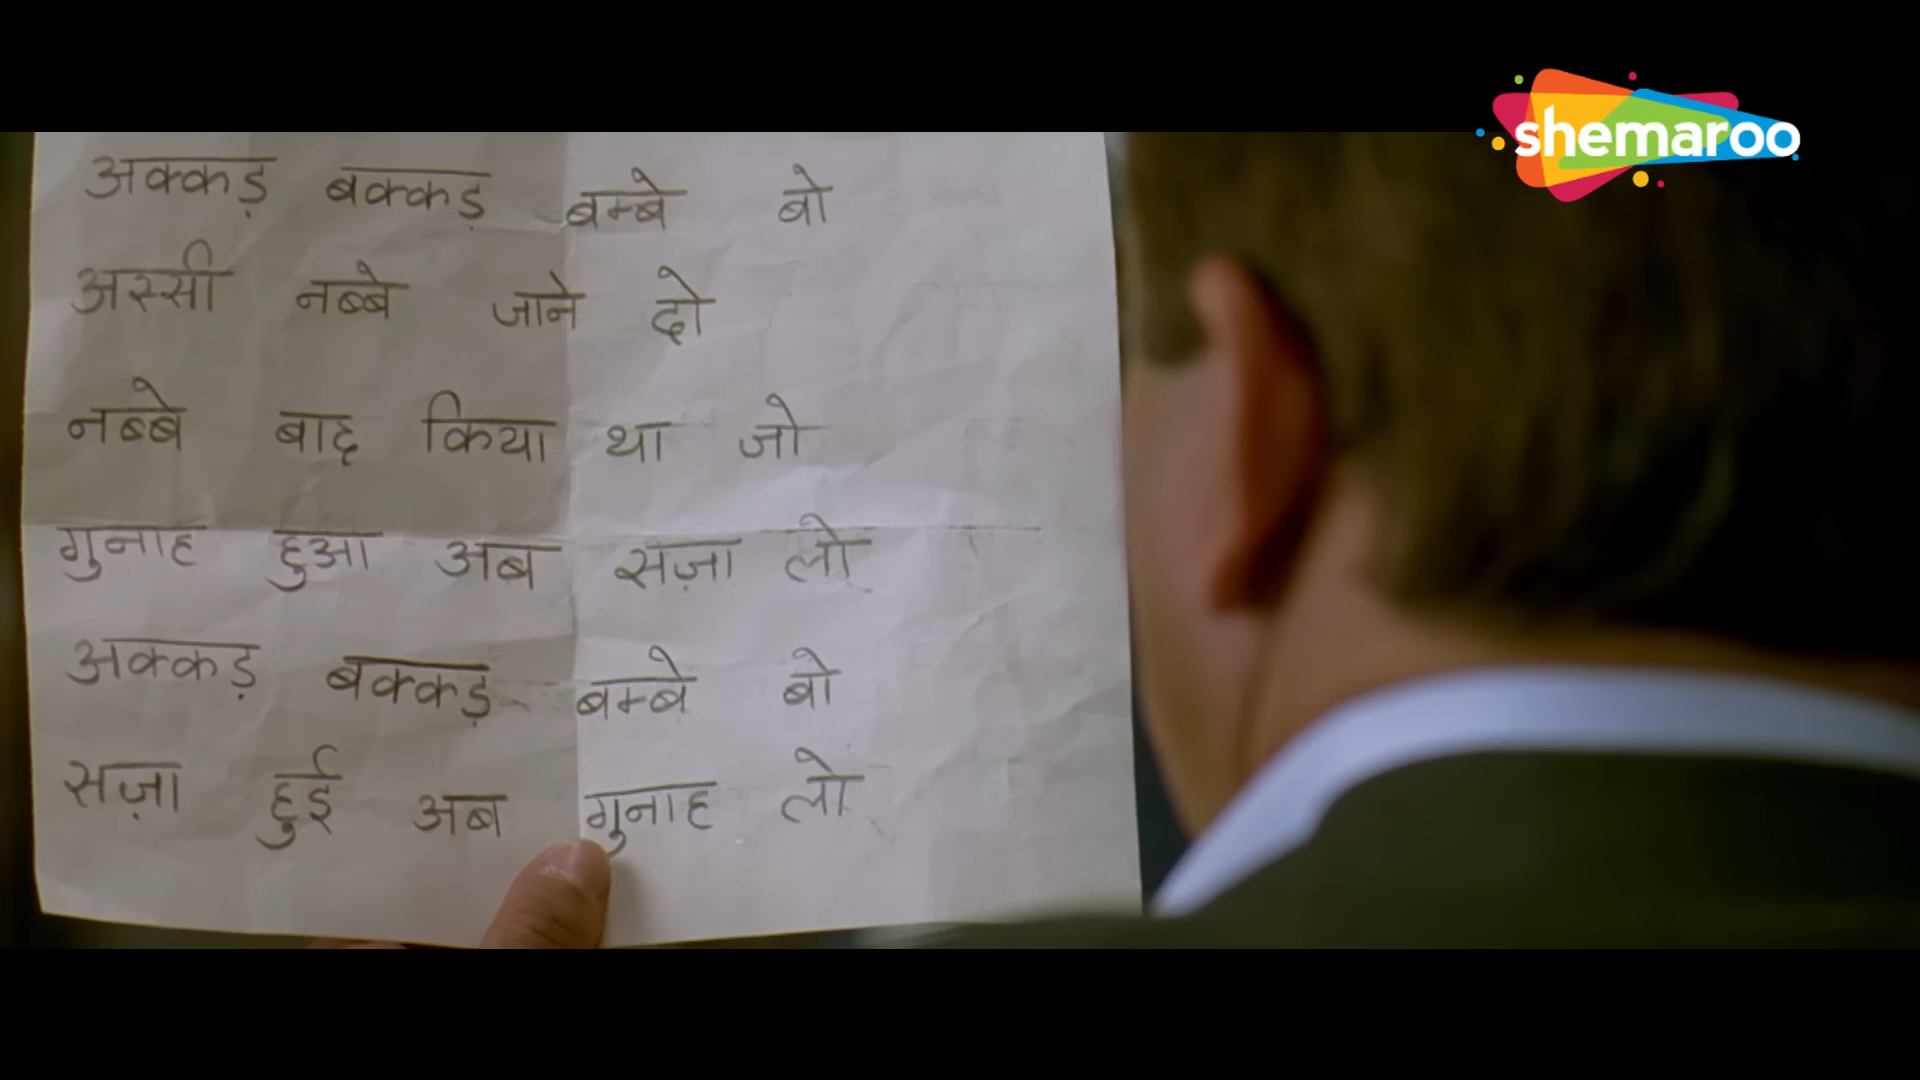 shemaroo
अक्कड़ बक्कड़ बम्बे बो
अस्सी नब्बे जाने दो
नब्बे बाद किया था जो
गुनाह हुआ अब सज़ा लो
अक्कड़ बक्कड़ बम्बे बो
सज़ा हुई अब गुनाह लो